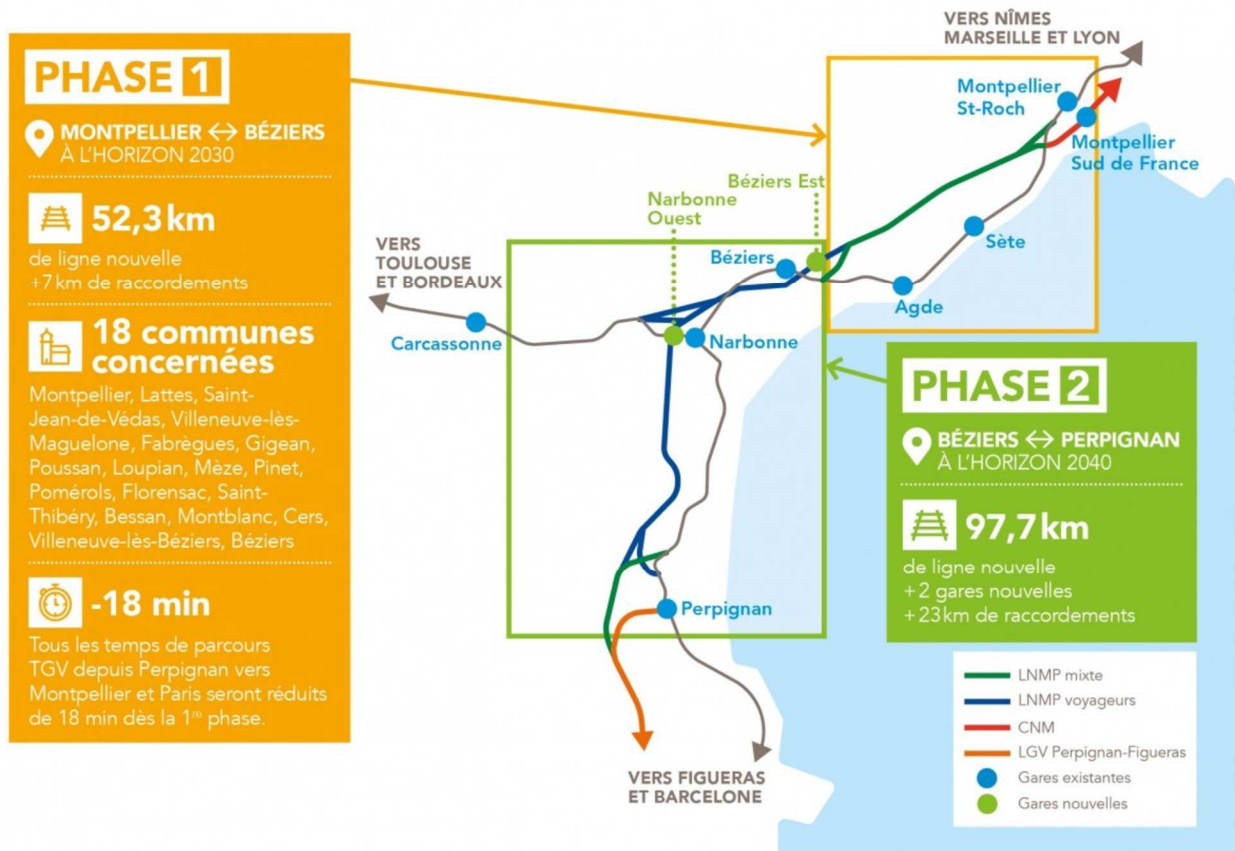 PHASE 1
MONTPELLIER ↔ BÉZIERS
À L'HORIZON 2030
52,3 km
de ligne nouvelle
+7 km de raccordements
18 communes
concernées
Montpellier, Lattes, Saint-
Jean-de-Védas, Villeneuve-lès-
Maguelone, Fabrègues, Gigean,
Poussan, Loupian, Mèze, Pinet,
Pomérols, Florensac, Saint-
Thibéry, Bessan, Montblanc, Cers,
Villeneuve-lès-Béziers, Béziers
-18 min
Tous les temps de parcours
TGV depuis Perpignan vers
Montpellier et Paris seront réduits
de 18 min dès la 1re phase.
VERS NÎMES
MARSEILLE ET LYON
Montpellier
St-Roch
Montpellier
Sud de France
Béziers Est
Narbonne
Ouest
Sète
VERS
TOULOUSE
ET BORDEAUX
Béziers
Agde
Carcassonne
Narbonne
Perpignan
VERS FIGUERAS
ET BARCELONE
PHASE 2
BÉZIERS ↔ PERPIGNAN
À L'HORIZON 2040
97,7 km
de ligne nouvelle
+2 gares nouvelles
+23 km de raccordements
LNMP mixte
LNMP voyageurs
CNM
LGV Perpignan-Figueras
Gares existantes
Gares nouvelles